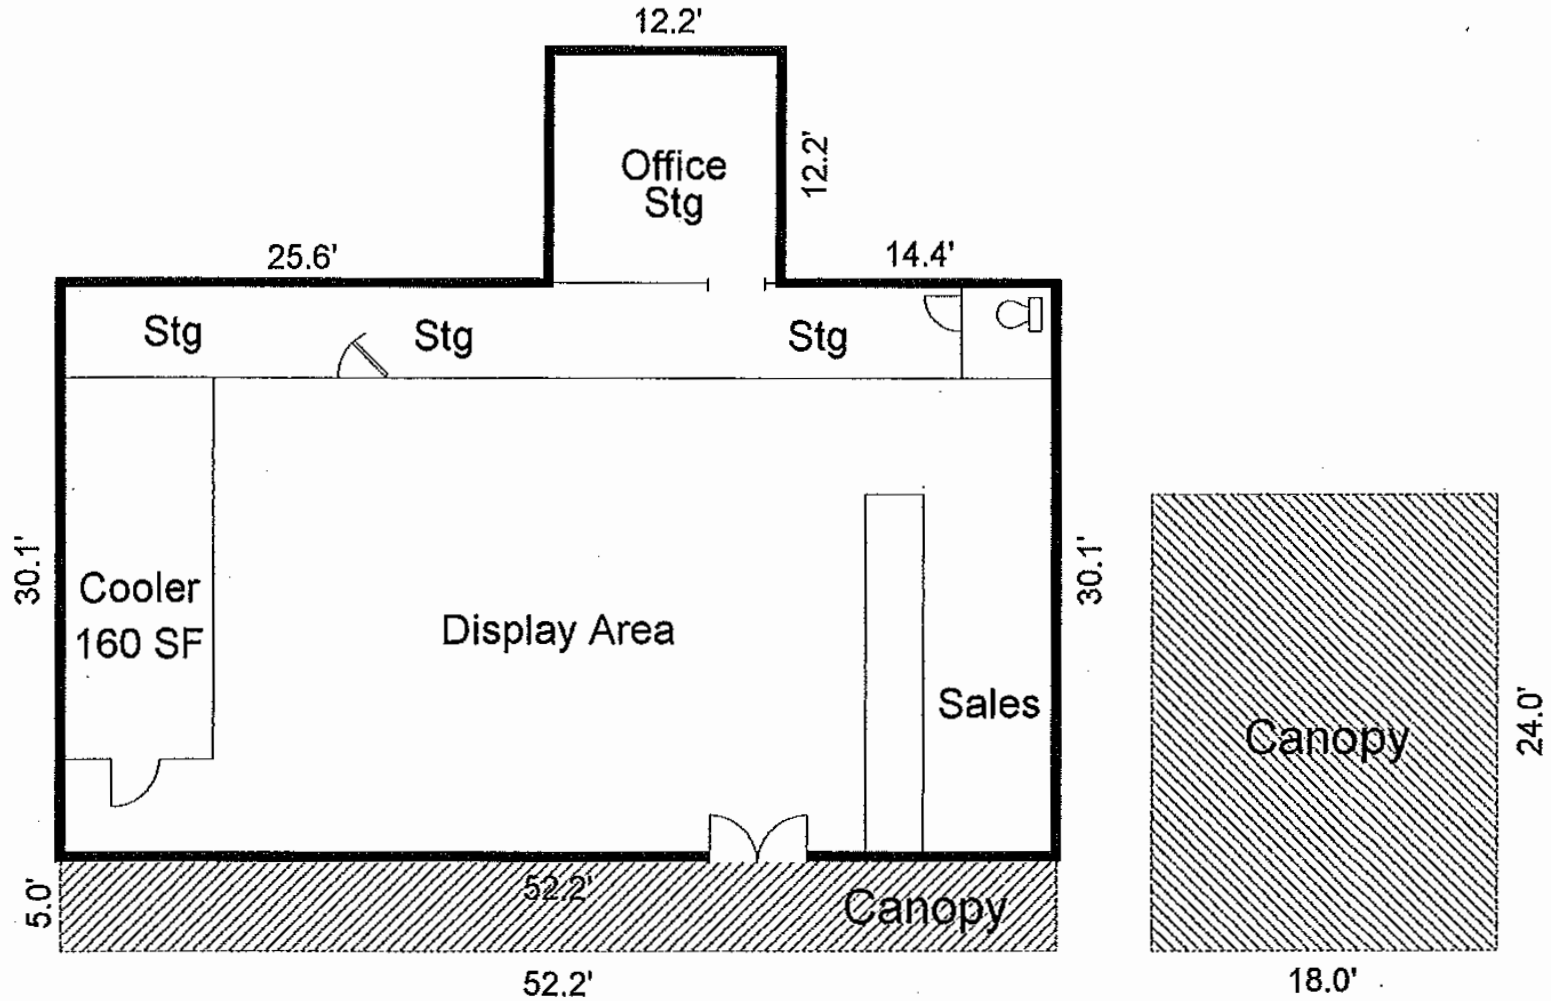 12.2'
Office
Stg
12.2'
25.6'
14.4'
Stg
Stg
Stg
30.1'
Cooler
160 SF
Display Area
Sales
30.1'
Canopy
24.0'
5.0'
52.2'
Canopy
52.2'
18.0'